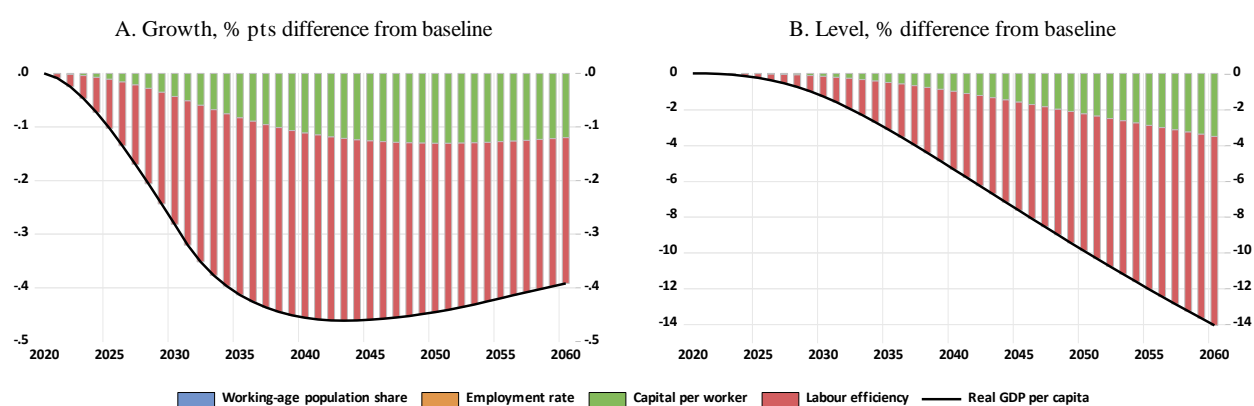 A. Growth, % pts difference from baseline
B. Level, % difference from baseline
.0 .0
-.1 -.1
-.2 -.2
-.3 -.3
-.4 -.4
-.5 -.5
2020 2025 2030 2035 2040 2045 2050 2055 2060
0 0
-2 -2
-4 -4
-6 -6
-8 -8
-10 -10
-12 -12
-14 -14
2020 2025 2030 2035 2040 2045 2050 2055 2060
Working-age population share Employment rate Capital per worker Labour efficiency Real GDP per capita